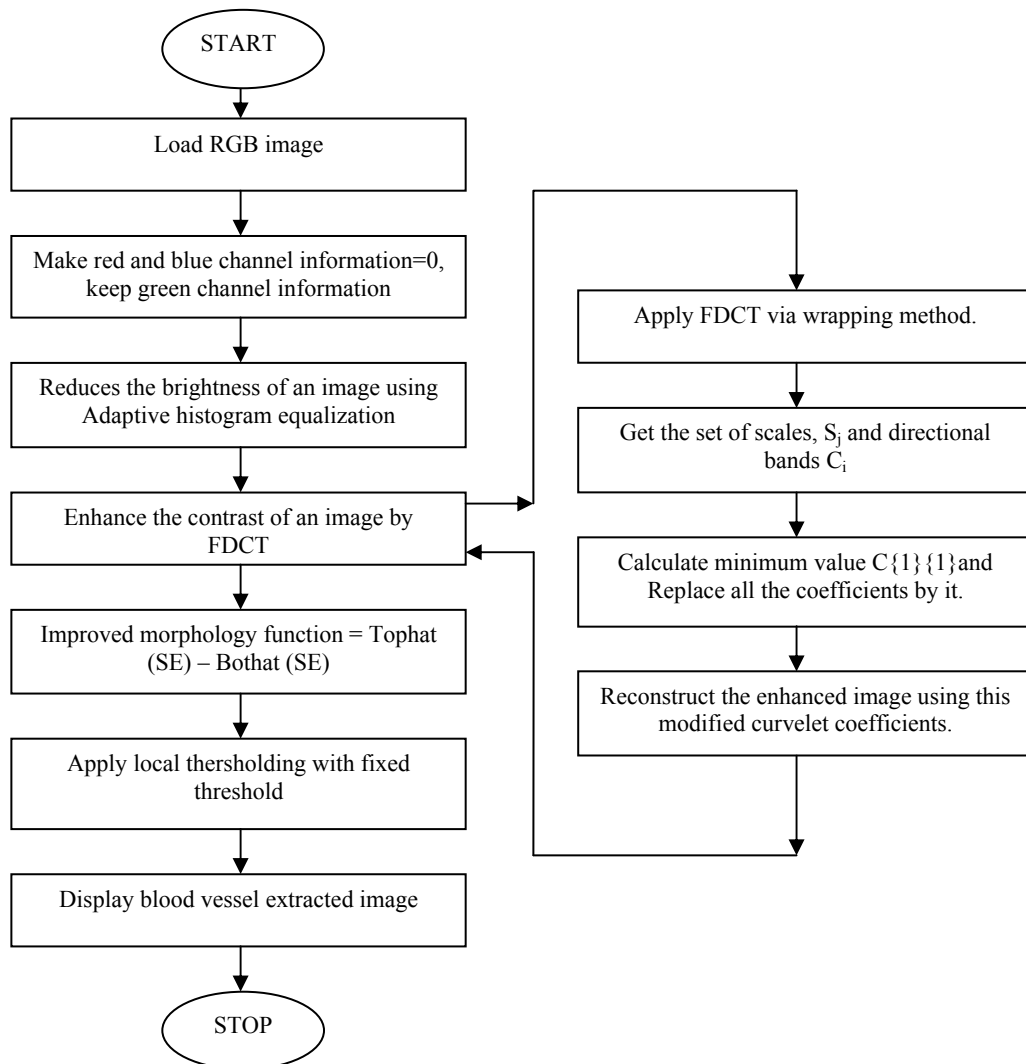 START
Load RGB image
Make red and blue channel information=0,
keep green channel information
Reduces the brightness of an image using
Adaptive histogram equalization
Enhance the contrast of an image by
FDCT
Improved morphology function = Tophat
(SE) – Bothat (SE)
Apply local thersholding with fixed
threshold
Display blood vessel extracted image
STOP
Apply FDCT via wrapping method.
Get the set of scales, Sj and directional
bands Ci
Calculate minimum value C{1}{1}and
Replace all the coefficients by it.
Reconstruct the enhanced image using this
modified curvelet coefficients.